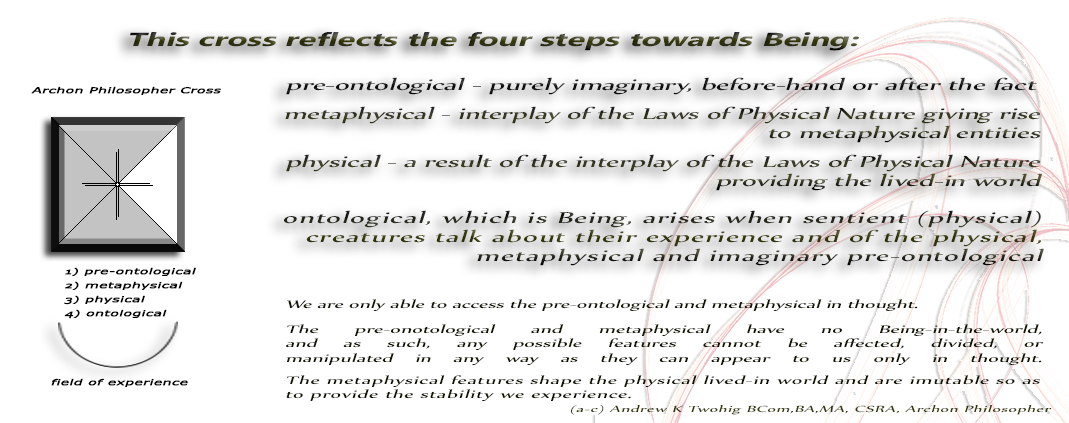 This cross reflects the four steps towards Being:
Archon Philosopher Cross
1) pre-ontological
2) metaphysical
3) physical
4) ontological
field of experience
pre-ontological - purely imaginary, before-hand or after the fact
metaphysical - interplay of the Laws of Physical Nature giving rise
to metaphysical entities
physical - a result of the interplay of the Laws of Physical Nature
providing the lived-in world
ontological, which is Being, arises when sentient (physical)
creatures talk about their experience and of the physical,
metaphysical and imaginary pre-ontological
We are only able to access the pre-ontological and metaphysical in thought.
The pre-onotological and metaphysical have no Being-in-the-world,
and as such, any possible features cannot be affected, divided, or
manipulated in any way as they can appear to us only in thought.
The metaphysical features shape the physical lived-in world and are imutable so as
to provide the stability we experience.
(a-c) Andrew K Twohig BCom,BA,MA, CSRA, Archon Philosopher